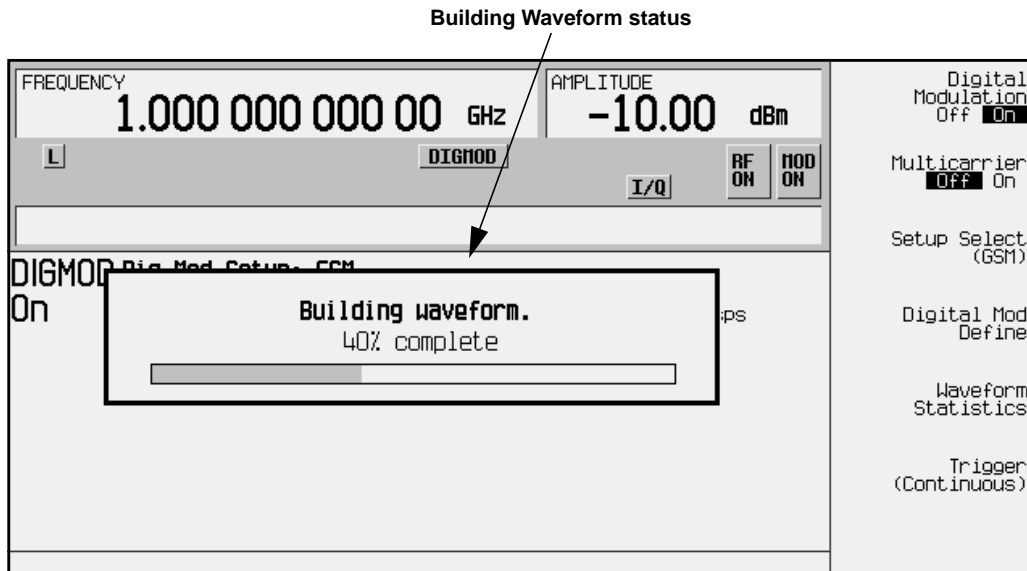 Building Waveform status
FREQUENCY
1.000 000 000 00 GHz
AMPLITUDE
-10.00 dBm
L
DIGMOD
I/Q
RF
ON
MOD
ON
DIGMOD
On
Building waveform.
40% complete
Digital
Modulation
Off On
Multicarrier
Off On
Setup Select
(GSM)
Digital Mod
Define
Waveform
Statistics
Trigger
(Continuous)